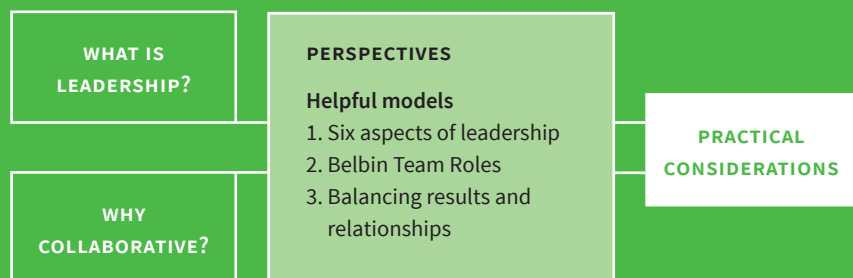 WHAT IS
LEADERSHIP?
WHY
COLLABORATIVE?
PERSPECTIVES
Helpful models
1. Six aspects of leadership
2. Belbin Team Roles
3. Balancing results and
relationships
PRACTICAL
CONSIDERATIONS